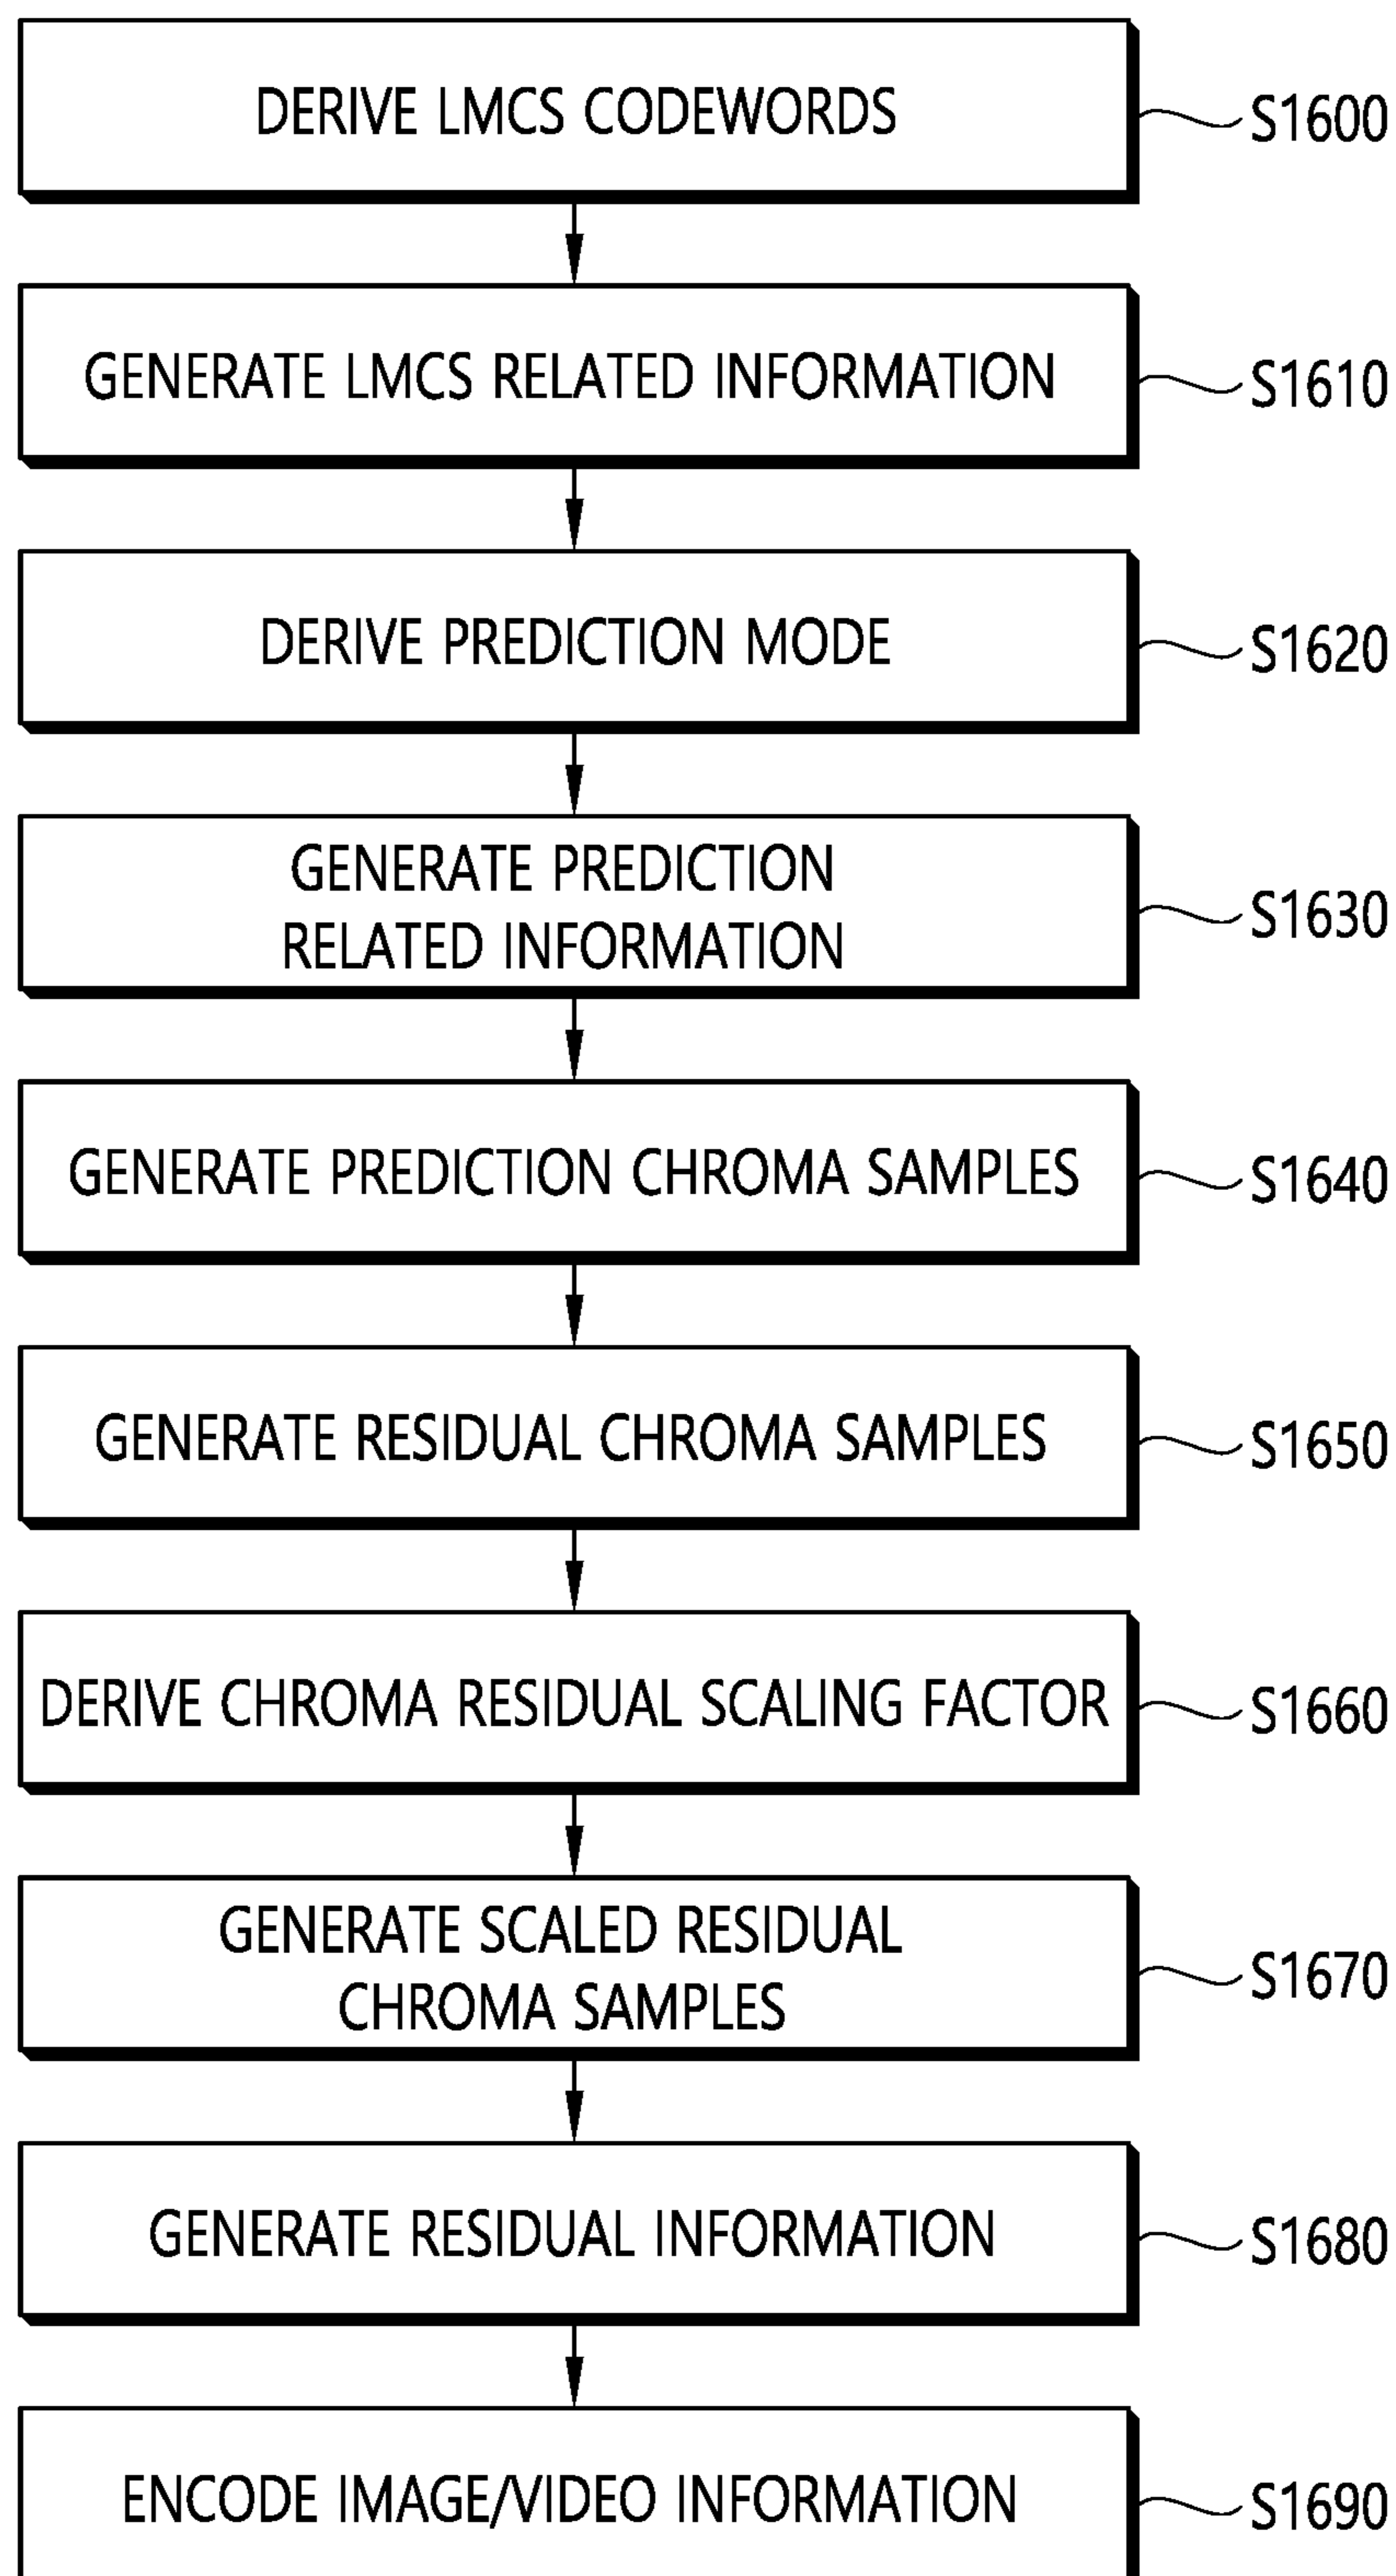 DERIVE LMCS CODEWORDS
S1600
GENERATE LMCS RELATED INFORMATION
S1610
DERIVE PREDICTION MODE
S1620
GENERATE PREDICTION
RELATED INFORMATION
S1630
GENERATE PREDICTION CHROMA SAMPLES
S1640
GENERATE RESIDUAL CHROMA SAMPLES
S1650
DERIVE CHROMA RESIDUAL SCALING FACTOR
S1660
GENERATE SCALED RESIDUAL
CHROMA SAMPLES
S1670
GENERATE RESIDUAL INFORMATION
S1680
ENCODE IMAGE/VIDEO INFORMATION
S1690